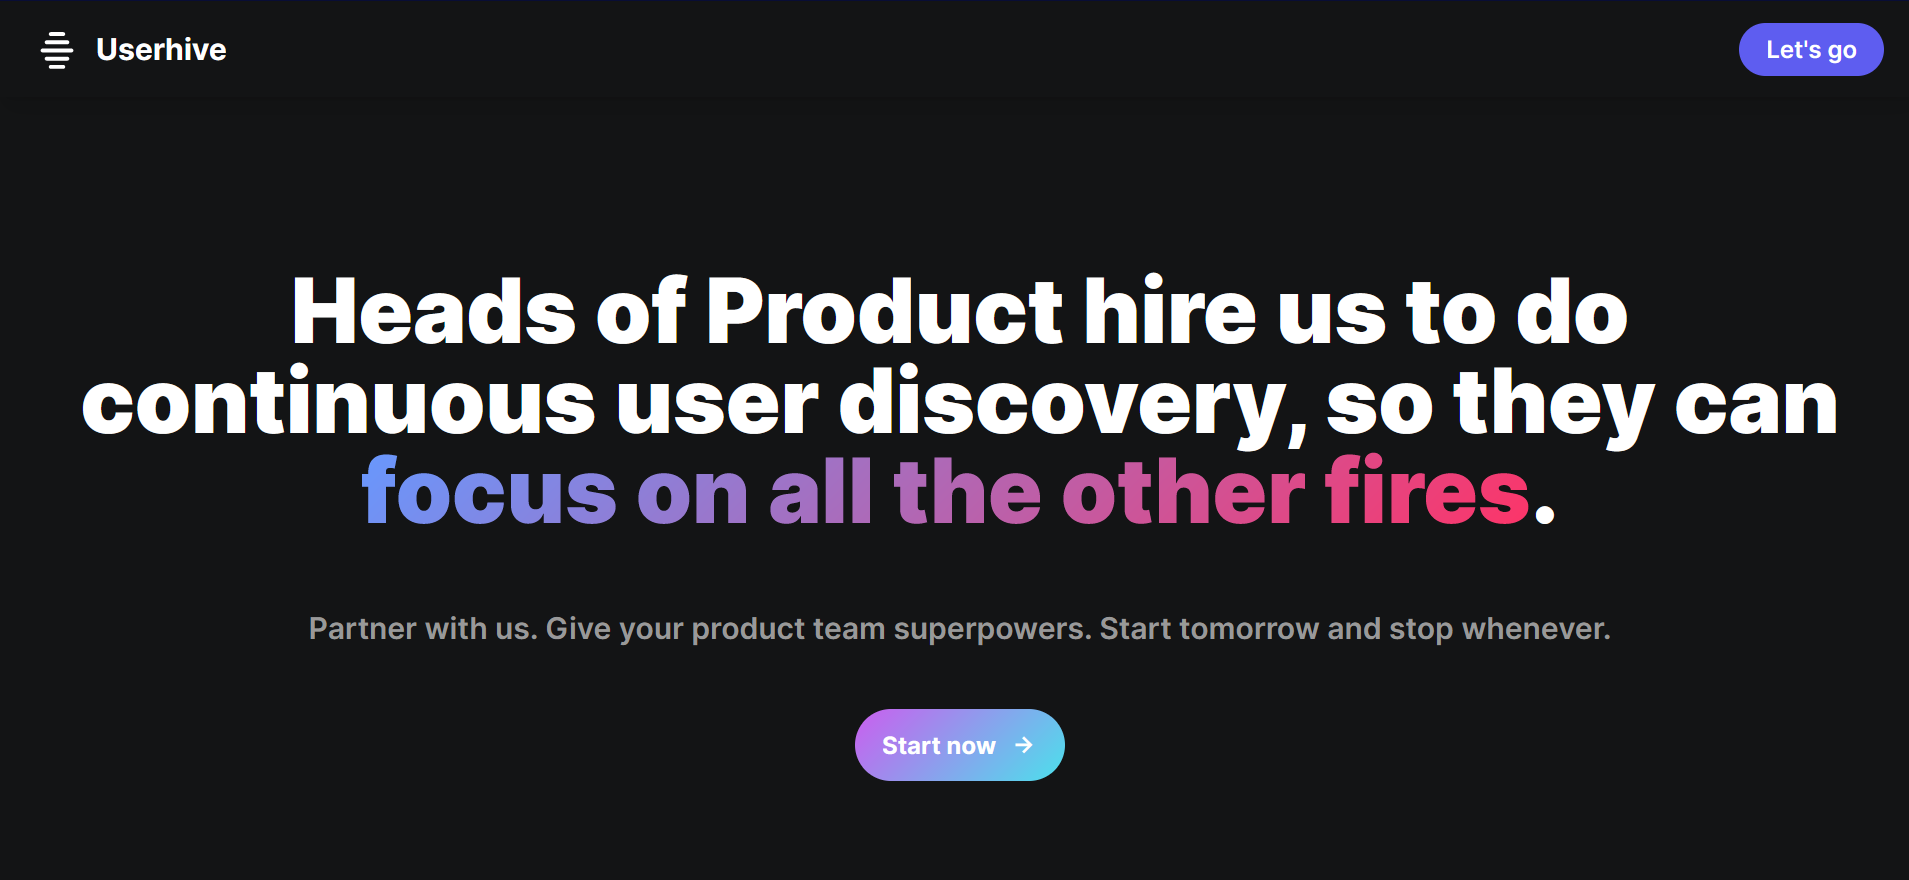 Userhive
Let's go
Heads of Product hire us to do
continuous user discovery, so they can
focus on all the other fires.
Partner with us. Give your product team superpowers. Start tomorrow and stop whenever.
Start now →